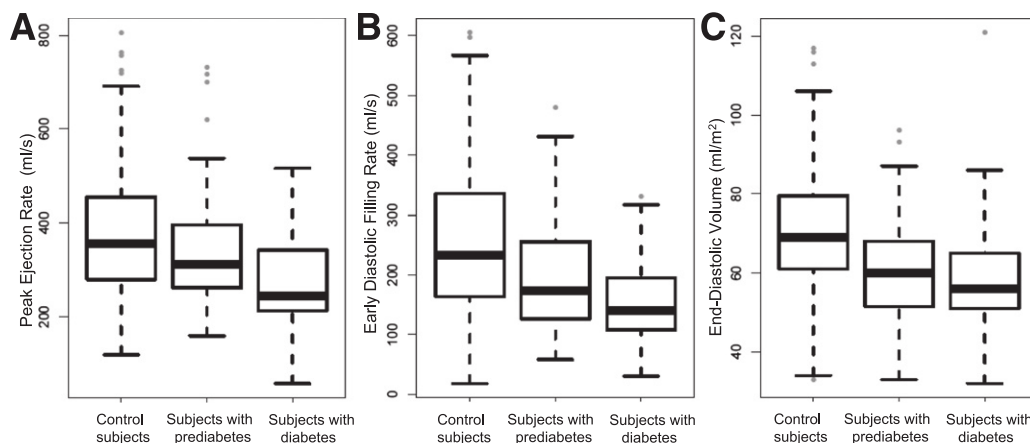 A
Peak Ejection Rate (ml/s)
800
600
400
200
Control
subjects
Subjects with
prediabetes
Subjects with
diabetes
B
Early Diastolic Filling Rate (ml/s)
600
500
400
300
200
100
0
Control
subjects
Subjects with
prediabetes
Subjects with
diabetes
C
End-Diastolic Volume (ml/m²)
120
100
80
60
40
Control
subjects
Subjects with
prediabetes
Subjects with
diabetes